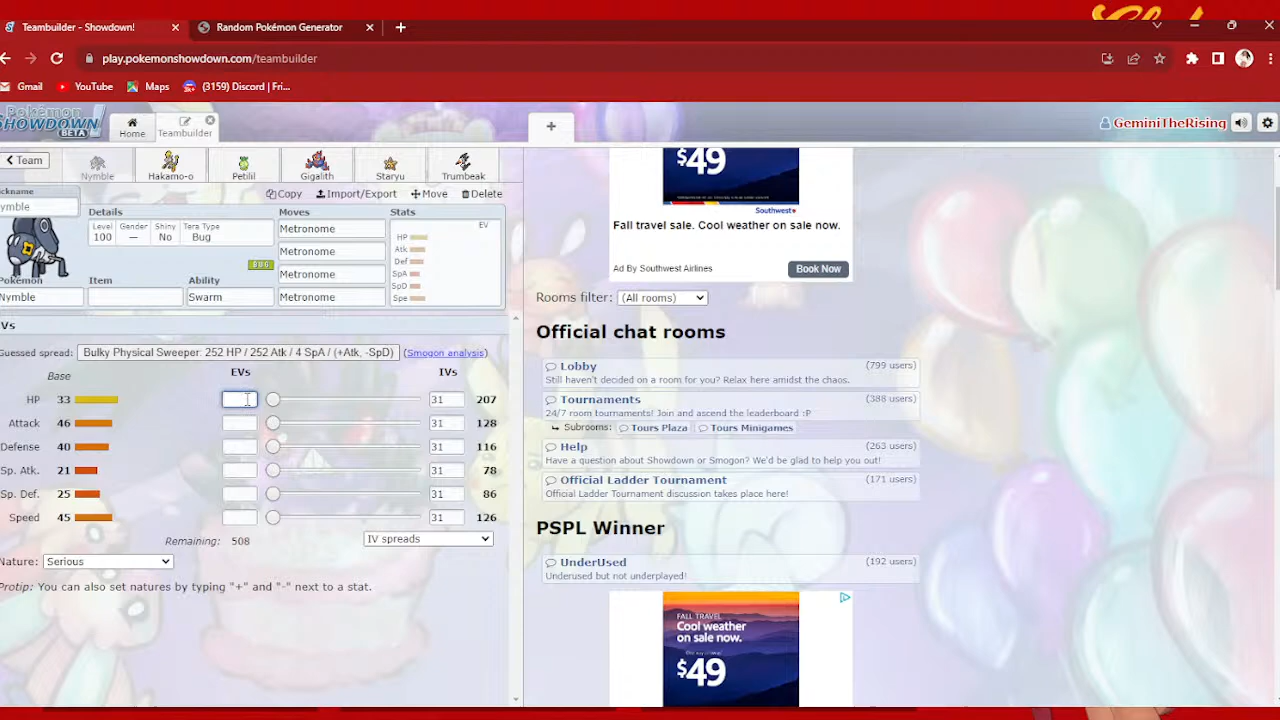 Teambuilder - Showdown!
Random Pokémon Generator
play.pokemonshowdown.com/teambuilder
Gmail
YouTube
Maps
(3159) Discord | Fri...
Pokémon
SHOWDOWN!
BETA
Home
Teambuilder
GeminiTheRising
Team
Nymble
Hakamo-o
Petilil
Gigalith
Staryu
Trumbeak
Copy
Import/Export
Move
Delete
ickname
ymble
Details
Level
100
Gender
—
Shiny
No
Tera Type
Bug
BUG
Pokémon
Nymble
Item
Ability
Swarm
Moves
Metronome
Metronome
Metronome
Metronome
Stats
EV
HP
Atk
Def
SpA
SpD
Spe
Vs
Guessed spread: Bulky Physical Sweeper: 252 HP / 252 Atk / 4 SpA / (+Atk, -SpD) (Smogon analysis)
Base EVs IVs
HP 33 31 207
Attack 46 31 128
Defense 40 31 116
Sp. Atk. 21 31 78
Sp. Def. 25 31 86
Speed 45 31 126
Remaining: 508
IV spreads
Nature: Serious
Protip: You can also set natures by typing "+" and "-" next to a stat.
$49
Southwest
Fall travel sale. Cool weather on sale now.
Ad By Southwest Airlines
Book Now
Rooms filter: (All rooms)
Official chat rooms
Lobby (799 users)
Still haven't decided on a room for you? Relax here amidst the chaos.
Tournaments (388 users)
24/7 room tournaments! Join and ascend the leaderboard :P
Subrooms: Tours Plaza Tours Minigames
Help (263 users)
Have a question about Showdown or Smogon? We'd be glad to help you out!
Official Ladder Tournament (171 users)
Official Ladder Tournament discussion takes place here!
PSPL Winner
UnderUsed (192 users)
Underused but not underplayed!
FALL TRAVEL
Cool weather
on sale now.
$49